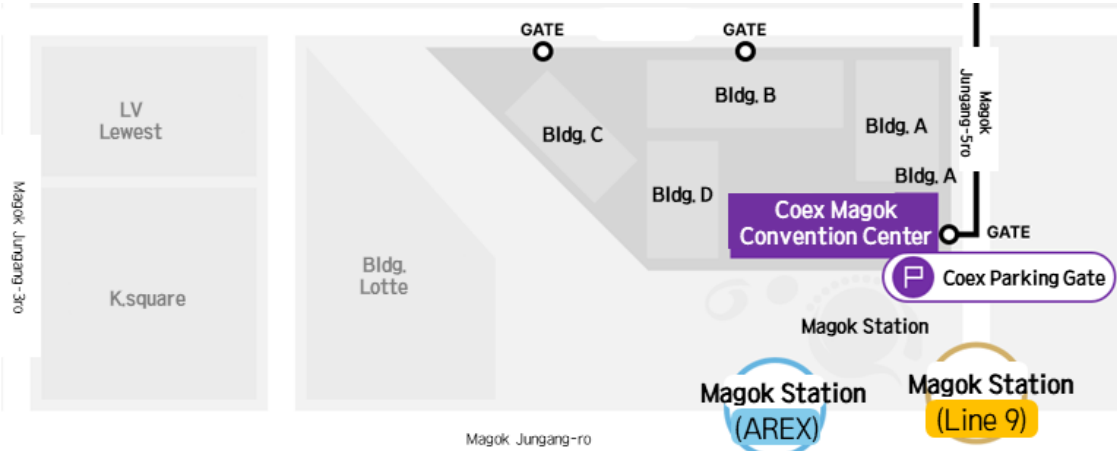 GATE
GATE
LV
Lewest
Bldg. C
Bldg. B
Bldg. A
Magok
Jungang-5ro
Bldg. A
Bldg. D
Coex Magok
Convention Center
GATE
P
Coex Parking Gate
Magok Jungang-3ro
K.square
Bldg.
Lotte
Magok Station
Magok Station
(AREX)
Magok Station
(Line 9)
Magok Jungang-ro